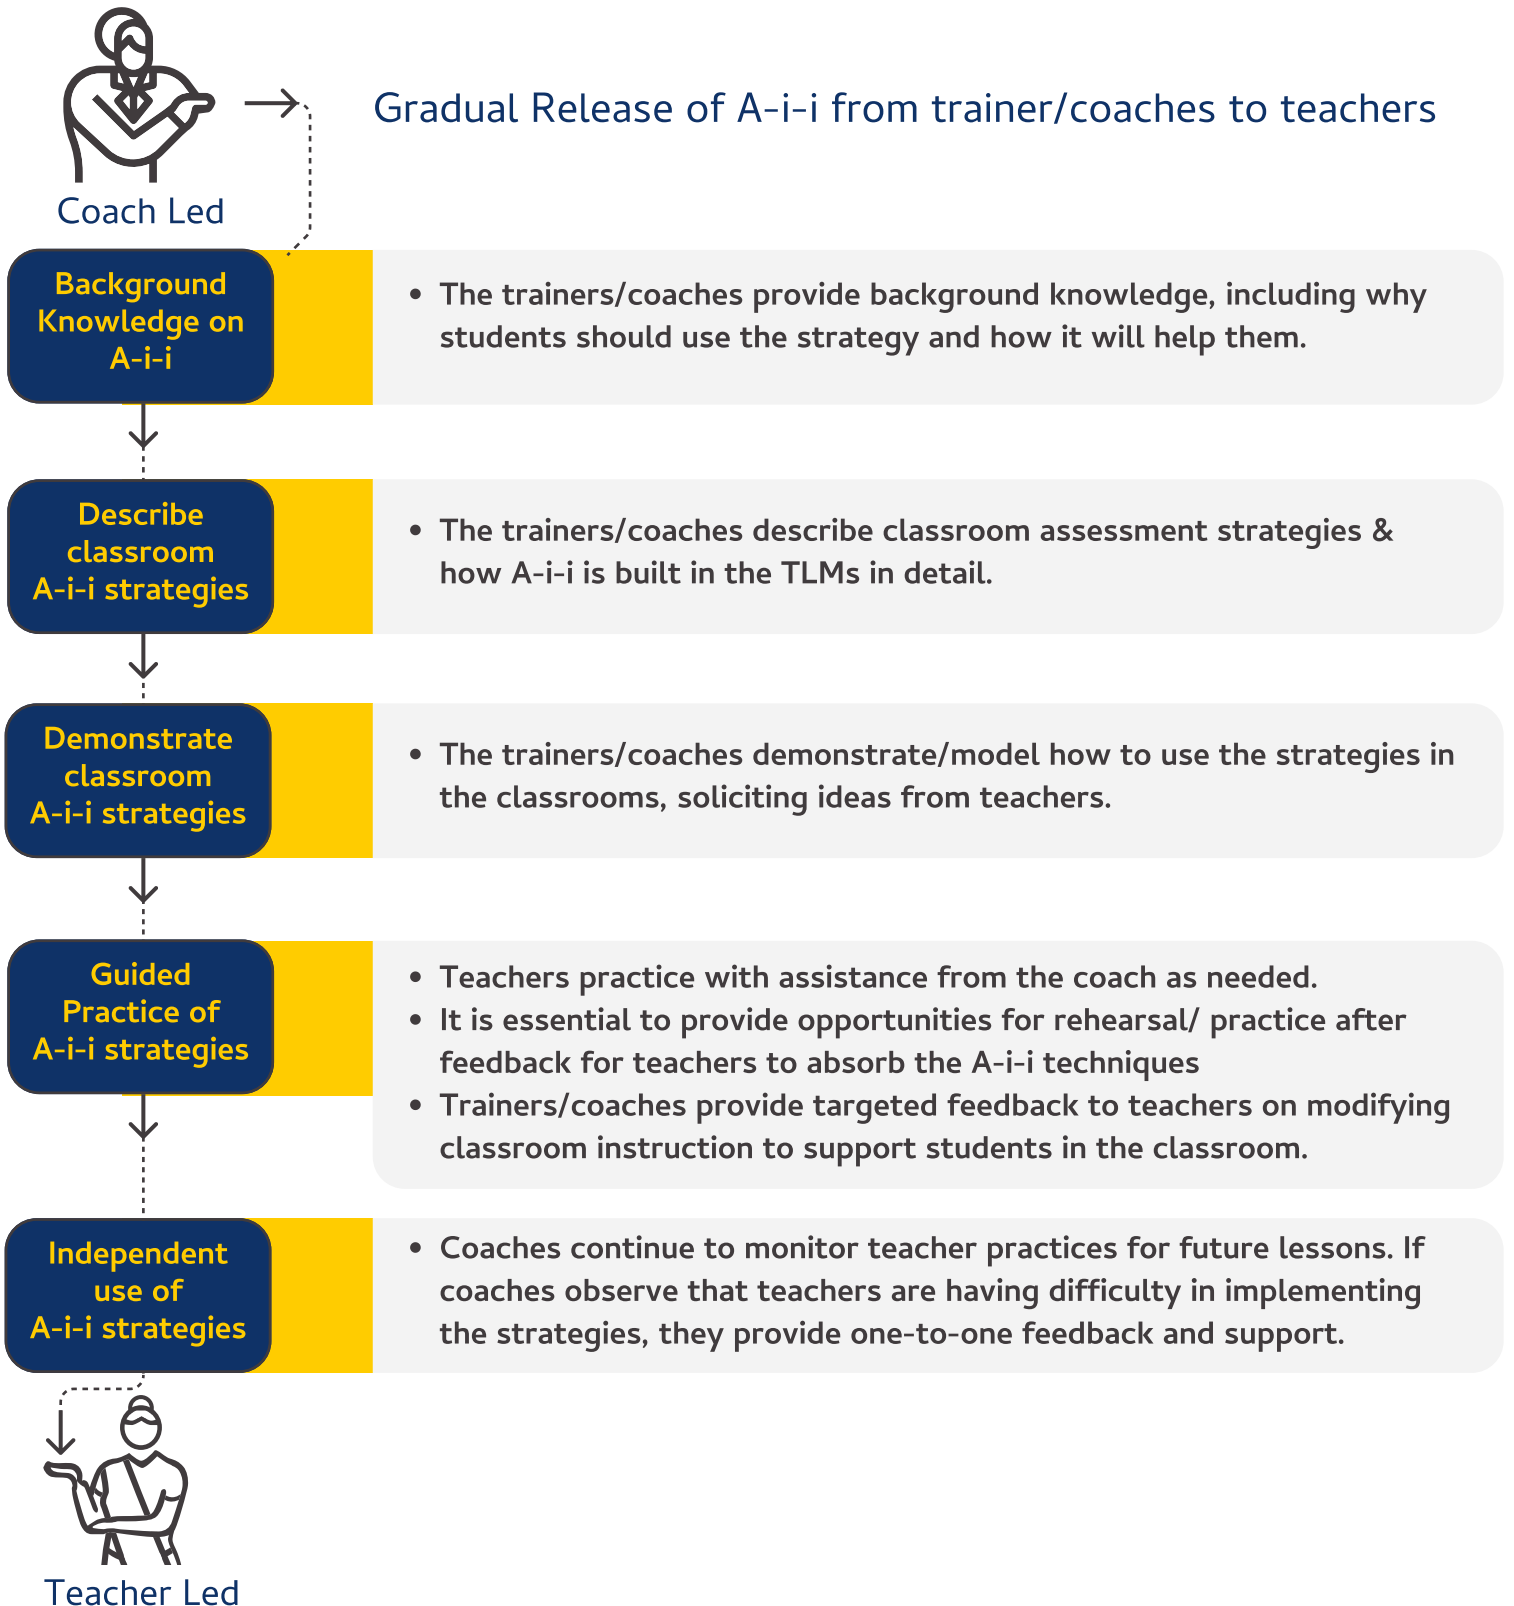 Gradual Release of A-i-i from trainer/coaches to teachers
Coach Led
Background
Knowledge on
A-i-i
• The trainers/coaches provide background knowledge, including why
students should use the strategy and how it will help them.
Describe
classroom
A-i-i strategies
• The trainers/coaches describe classroom assessment strategies &
how A-i-i is built in the TLMs in detail.
Demonstrate
classroom
A-i-i strategies
• The trainers/coaches demonstrate/model how to use the strategies in
the classrooms, soliciting ideas from teachers.
Guided
Practice of
A-i-i strategies
• Teachers practice with assistance from the coach as needed.
• It is essential to provide opportunities for rehearsal/ practice after
feedback for teachers to absorb the A-i-i techniques
• Trainers/coaches provide targeted feedback to teachers on modifying
classroom instruction to support students in the classroom.
Independent
use of
A-i-i strategies
• Coaches continue to monitor teacher practices for future lessons. If
coaches observe that teachers are having difficulty in implementing
the strategies, they provide one-to-one feedback and support.
Teacher Led